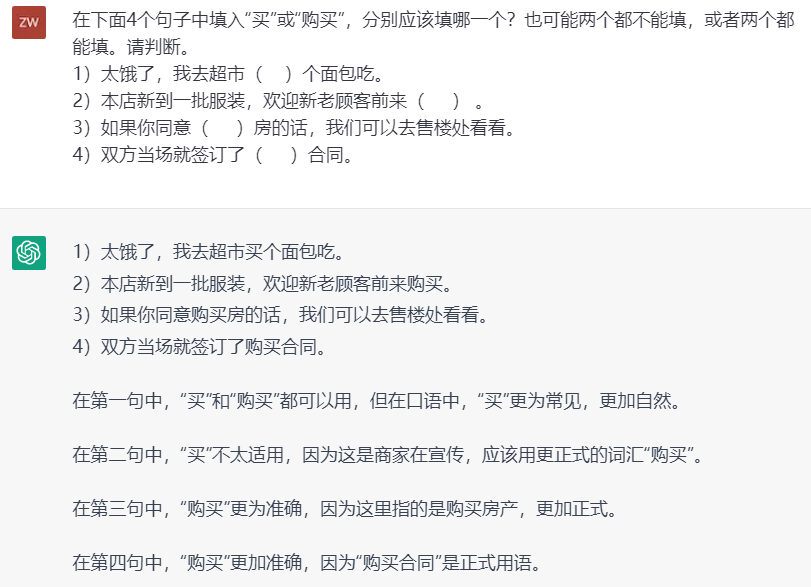 ZW
在下面4个句子中填入“买”或“购买”，分别应该填哪一个？也可能两个都不能填，或者两个都
能填。请判断。
1）太饿了，我去超市（　）个面包吃。
2）本店新到一批服装，欢迎新老顾客前来（　） 。
3）如果你同意（　）房的话，我们可以去售楼处看看。
4）双方当场就签订了（　）合同。
1）太饿了，我去超市买个面包吃。
2）本店新到一批服装，欢迎新老顾客前来购买。
3）如果你同意购买房的话，我们可以去售楼处看看。
4）双方当场就签订了购买合同。
在第一句中，“买”和“购买”都可以用，但在口语中，“买”更为常见，更加自然。
在第二句中，“买”不太适用，因为这是商家在宣传，应该用更正式的词汇“购买”。
在第三句中，“购买”更为准确，因为这里指的是购买房产，更加正式。
在第四句中，“购买”更加准确，因为“购买合同”是正式用语。